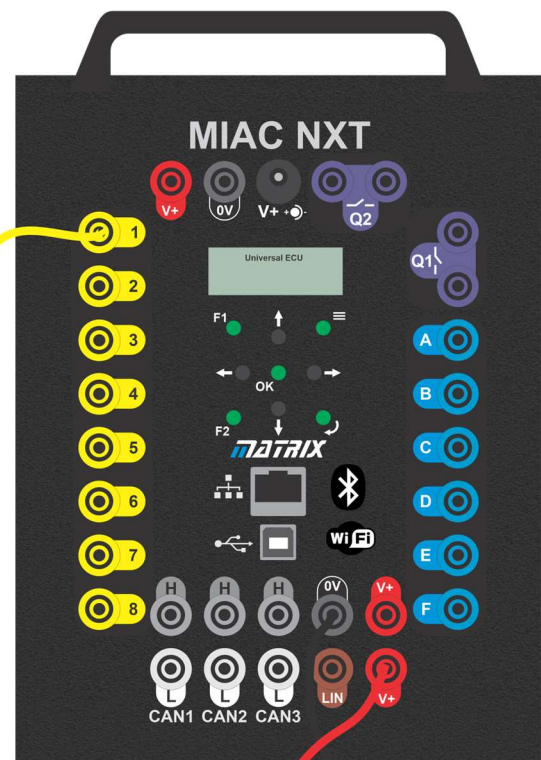 MIAC NXT
V+
0V
V+
Q2
1
2
3
4
5
6
7
8
Universal ECU
F1
OK
F2
MATRIX
WiFi
Q1
A
B
C
D
E
F
H
H
H
0V
V+
L
L
L
LIN
V+
CAN1 CAN2 CAN3